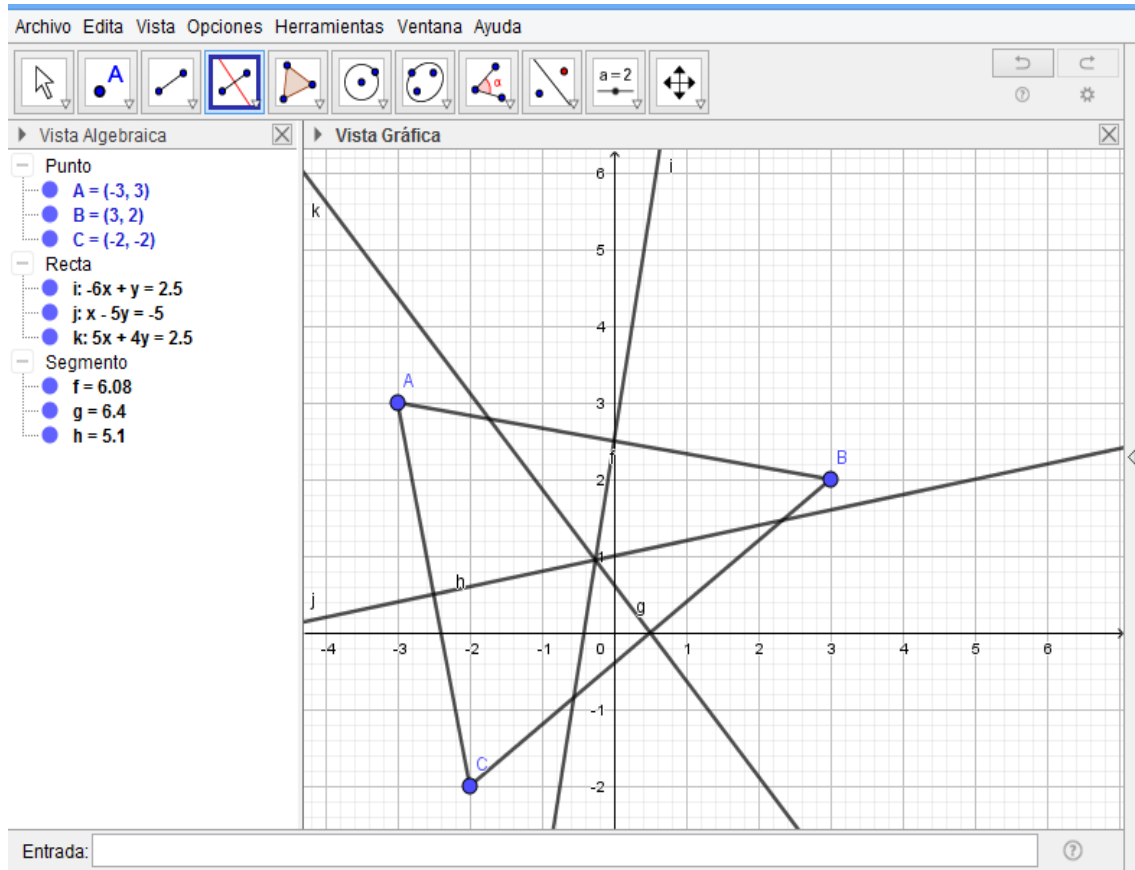 Archivo Edita Vista Opciones Herramientas Ventana Ayuda
A
α
a = 2
Vista Algebraica
Vista Gráfica
Punto
A = (-3, 3)
B = (3, 2)
C = (-2, -2)
Recta
i: -6x + y = 2.5
j: x - 5y = -5
k: 5x + 4y = 2.5
Segmento
f = 6.08
g = 6.4
h = 5.1
6
i
k
5
4
A
3
f
B
2
1
h
g
j
-4 -3 -2 -1 0 1 2 3 4 5 6
-1
C
-2
Entrada: